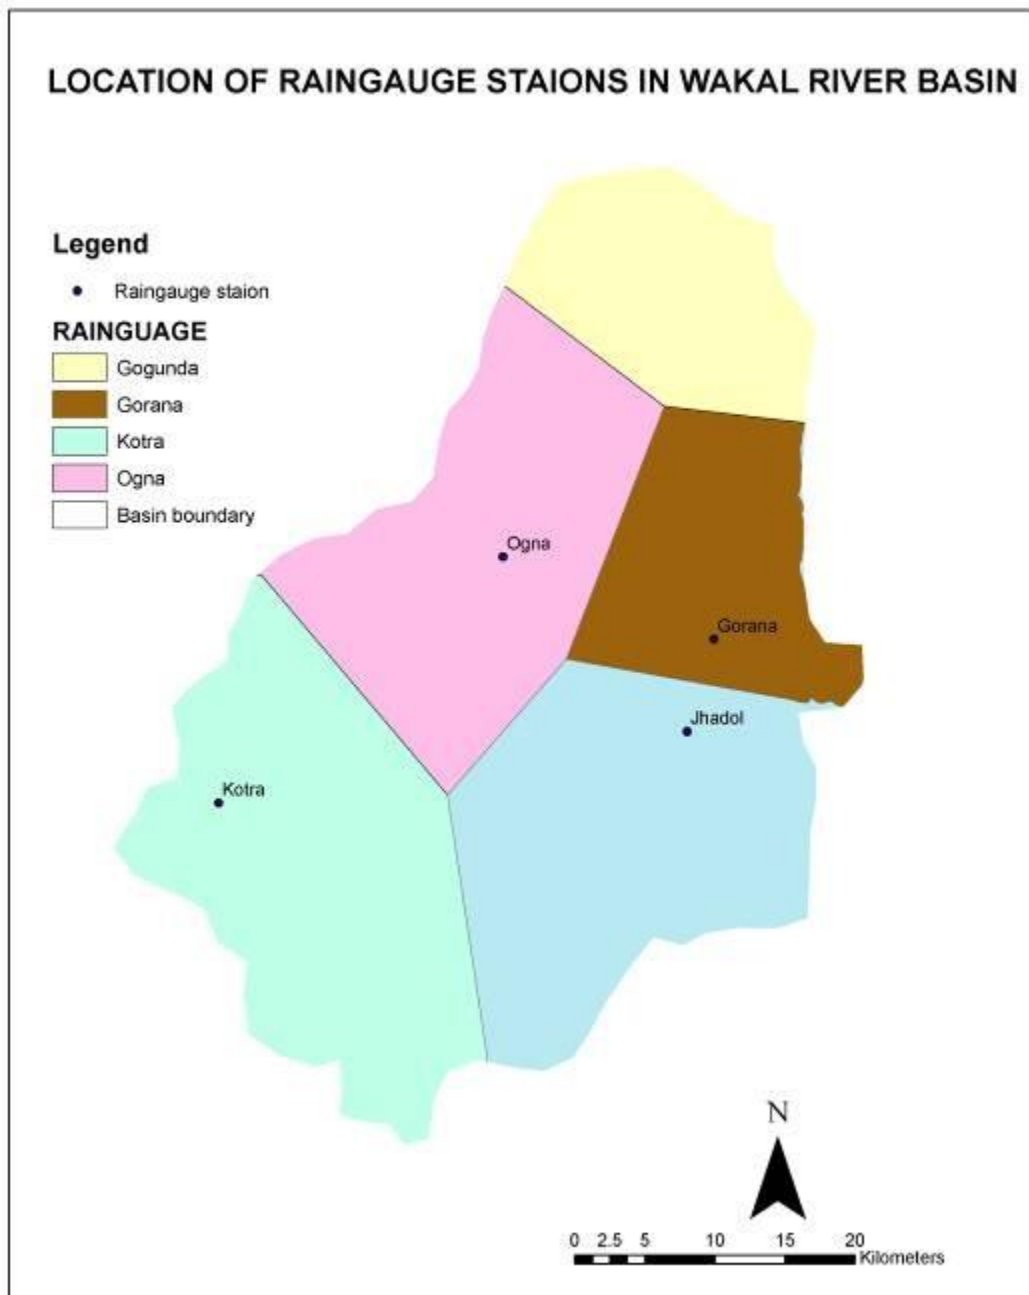 LOCATION OF RAINGAUGE STAIONS IN WAKAL RIVER BASIN
Legend
Raingauge staion
RAINGUAGE
Gogunda
Gorana
Kotra
Ogna
Basin boundary
Ogna
Gorana
Jhadol
Kotra
N
0 2.5 5 10 15 20
Kilometers